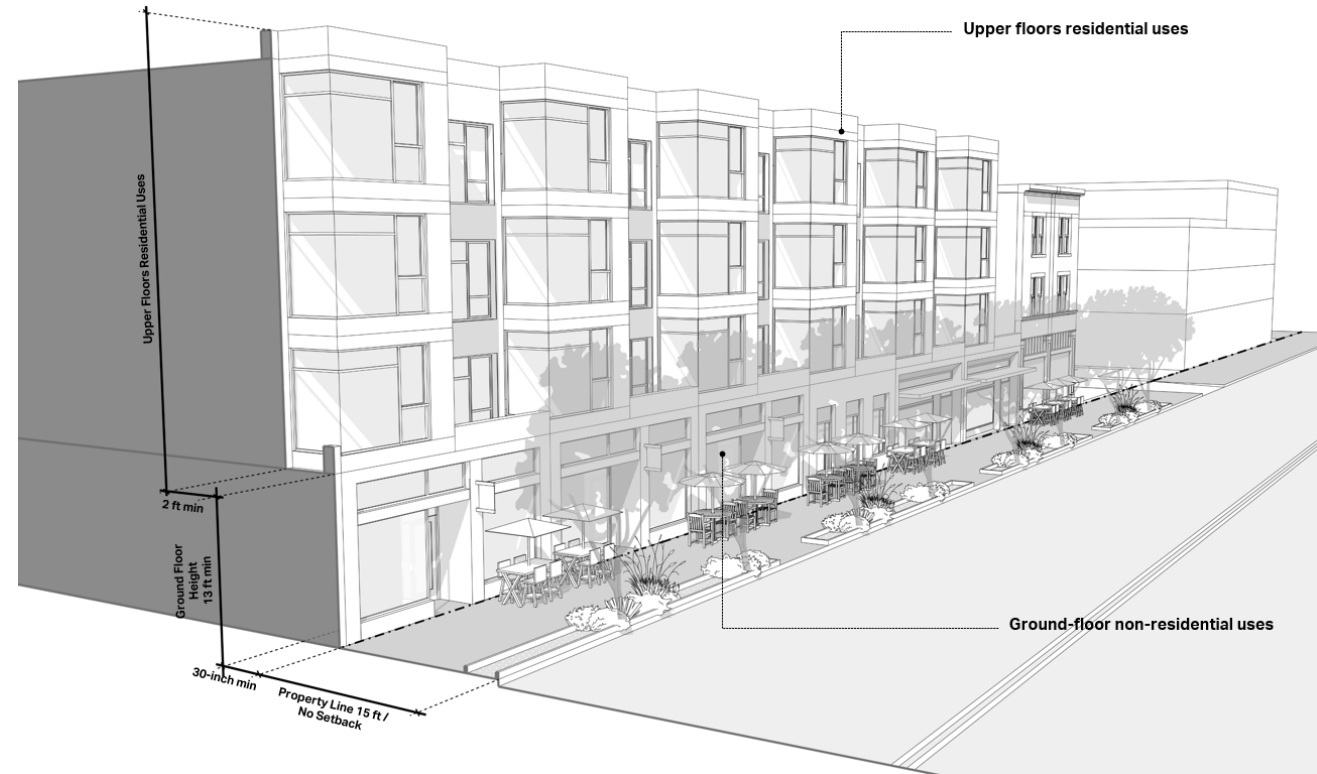 Upper floors residential uses
Upper Floors Residential Uses
2 ft min
Ground Floor
Height
13 ft min
Ground-floor non-residential uses
30-inch min
Property Line 15 ft /
No Setback